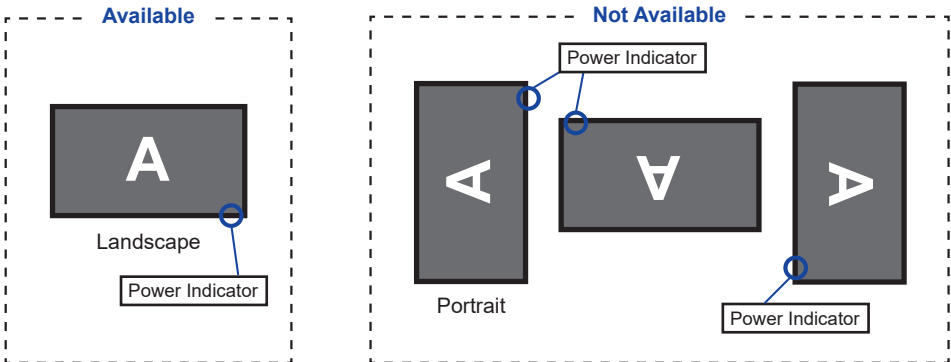 Available
A
Landscape
Power Indicator
Not Available
Power Indicator
A
A
A
Portrait
Power Indicator